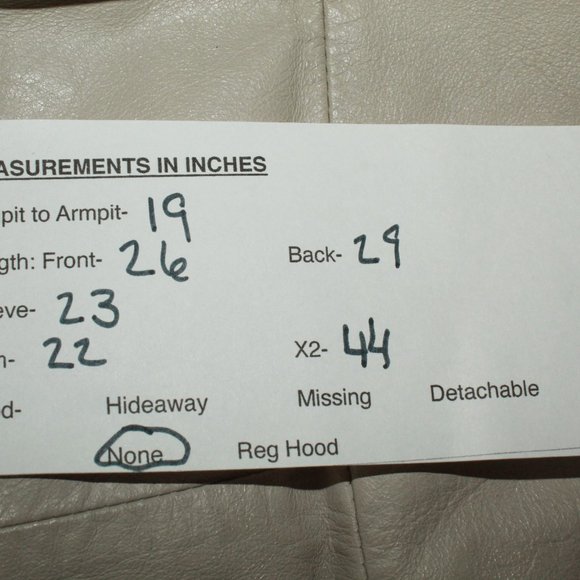 ASUREMENTS IN INCHES
pit to Armpit- 19
gth: Front- 26 Back- 29
eve- 23
n- 22 X2- 44
d- Hideaway Missing Detachable
None Reg Hood